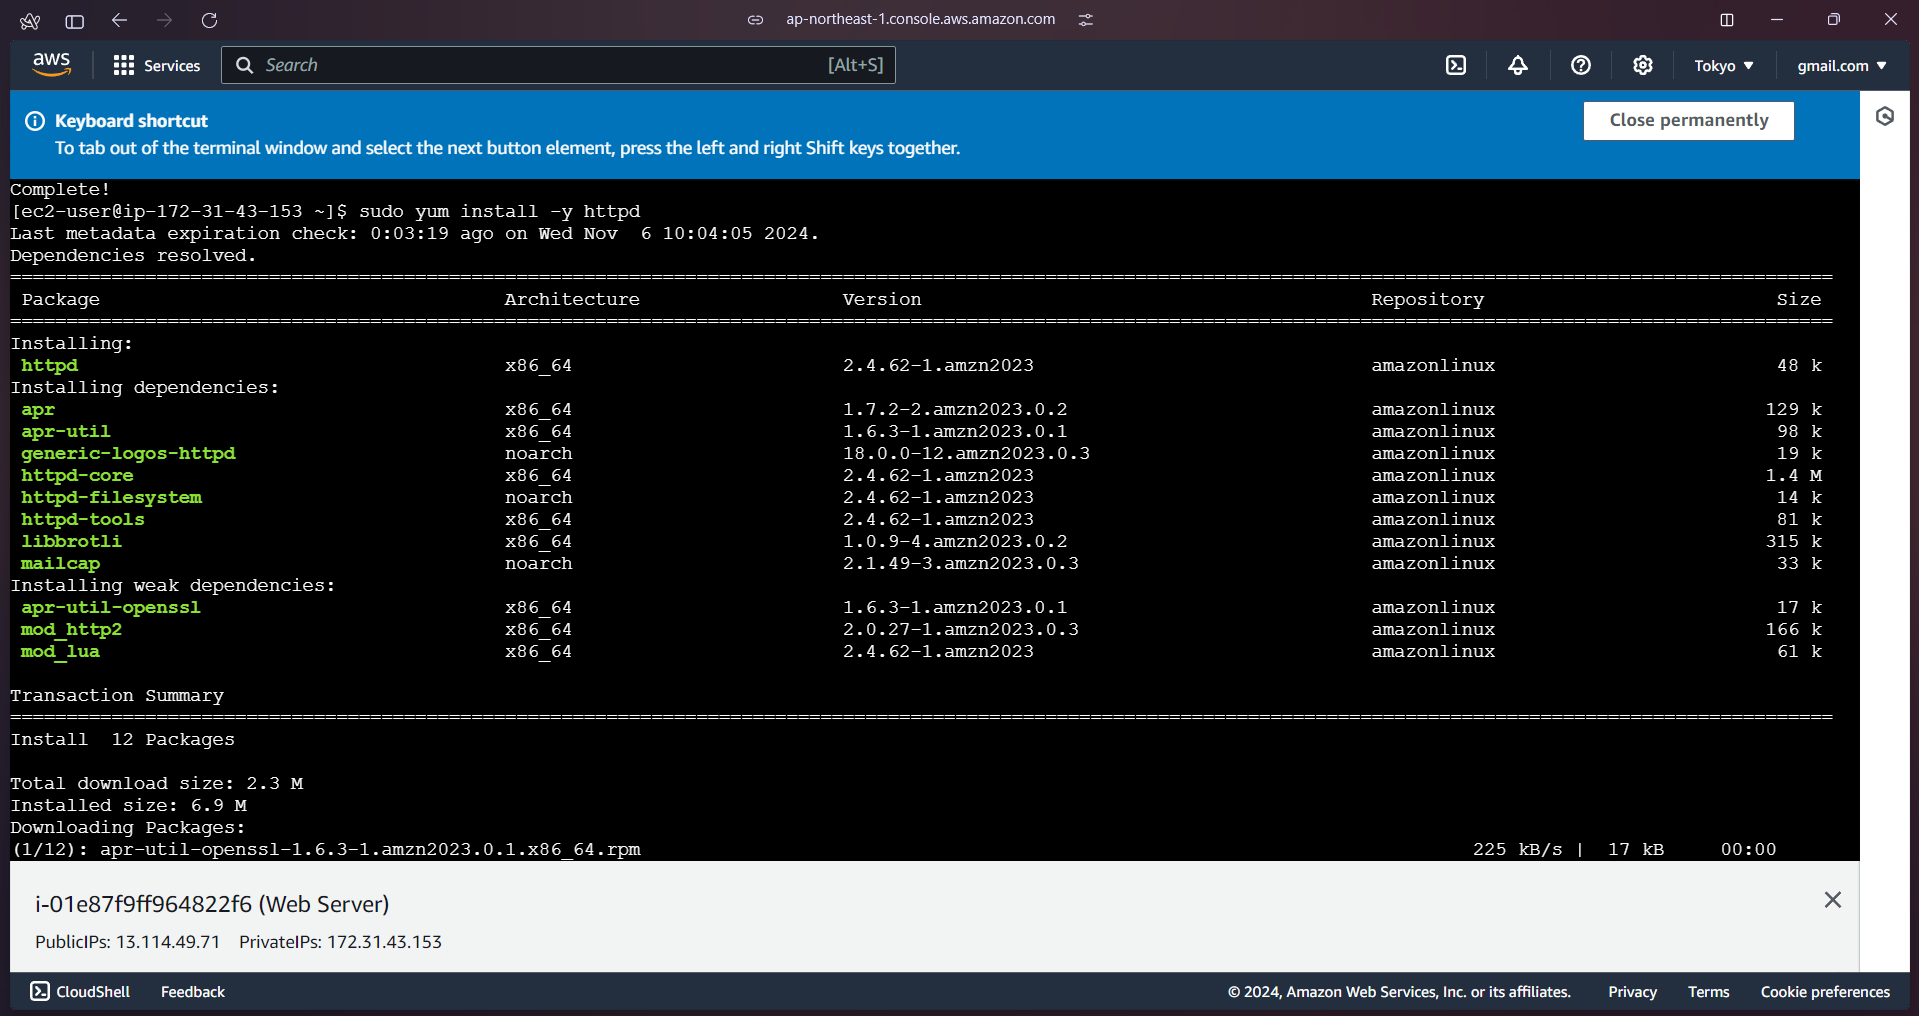 ap-northeast-1.console.aws.amazon.com
aws Services Search [Alt+S] Tokyo gmail.com
Keyboard shortcut
To tab out of the terminal window and select the next button element, press the left and right Shift keys together.
Close permanently
Complete!
[ec2-user@ip-172-31-43-153 ~]$ sudo yum install -y httpd
Last metadata expiration check: 0:03:19 ago on Wed Nov  6 10:04:05 2024.
Dependencies resolved.
Package Architecture Version Repository Size
Installing:
httpd x86_64 2.4.62-1.amzn2023 amazonlinux 48 k
Installing dependencies:
apr x86_64 1.7.2-2.amzn2023.0.2 amazonlinux 129 k
apr-util x86_64 1.6.3-1.amzn2023.0.1 amazonlinux 98 k
generic-logos-httpd noarch 18.0.0-12.amzn2023.0.3 amazonlinux 19 k
httpd-core x86_64 2.4.62-1.amzn2023 amazonlinux 1.4 M
httpd-filesystem noarch 2.4.62-1.amzn2023 amazonlinux 14 k
httpd-tools x86_64 2.4.62-1.amzn2023 amazonlinux 81 k
libbrotli x86_64 1.0.9-4.amzn2023.0.2 amazonlinux 315 k
mailcap noarch 2.1.49-3.amzn2023.0.3 amazonlinux 33 k
Installing weak dependencies:
apr-util-openssl x86_64 1.6.3-1.amzn2023.0.1 amazonlinux 17 k
mod_http2 x86_64 2.0.27-1.amzn2023.0.3 amazonlinux 166 k
mod_lua x86_64 2.4.62-1.amzn2023 amazonlinux 61 k
Transaction Summary
Install  12 Packages
Total download size: 2.3 M
Installed size: 6.9 M
Downloading Packages:
(1/12): apr-util-openssl-1.6.3-1.amzn2023.0.1.x86_64.rpm 225 kB/s |  17 kB     00:00
i-01e87f9ff964822f6 (Web Server)
PublicIPs: 13.114.49.71 PrivateIPs: 172.31.43.153
CloudShell Feedback © 2024, Amazon Web Services, Inc. or its affiliates. Privacy Terms Cookie preferences